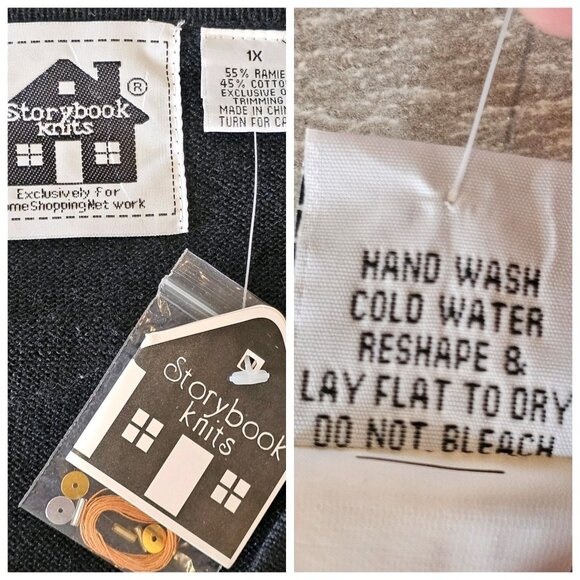 ®
Storybook
knits
Exclusively for
omeShoppingNetwork
1X
55% RAMIE
45% COTTO
EXCLUSIVE O
TRIMMING
MADE IN CHIN
TURN FOR CA
Storybook
knits
HAND WASH
COLD WATER
RESHAPE &
LAY FLAT TO DRY
DO NOT BLEACH